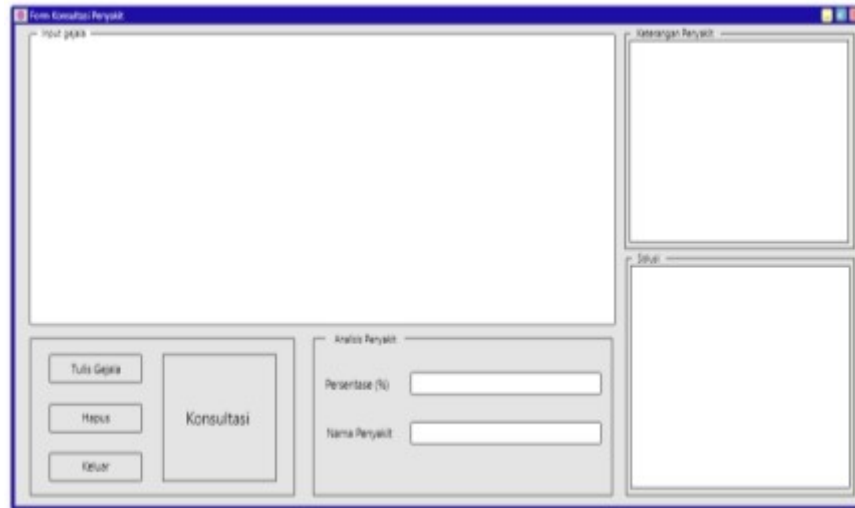 Form Konsultasi Penyakit
Input gejala
Keterangan Penyakit
Solusi
Tulis Gejala
Hapus
Keluar
Konsultasi
Analisis Penyakit
Persentase (%)
Nama Penyakit